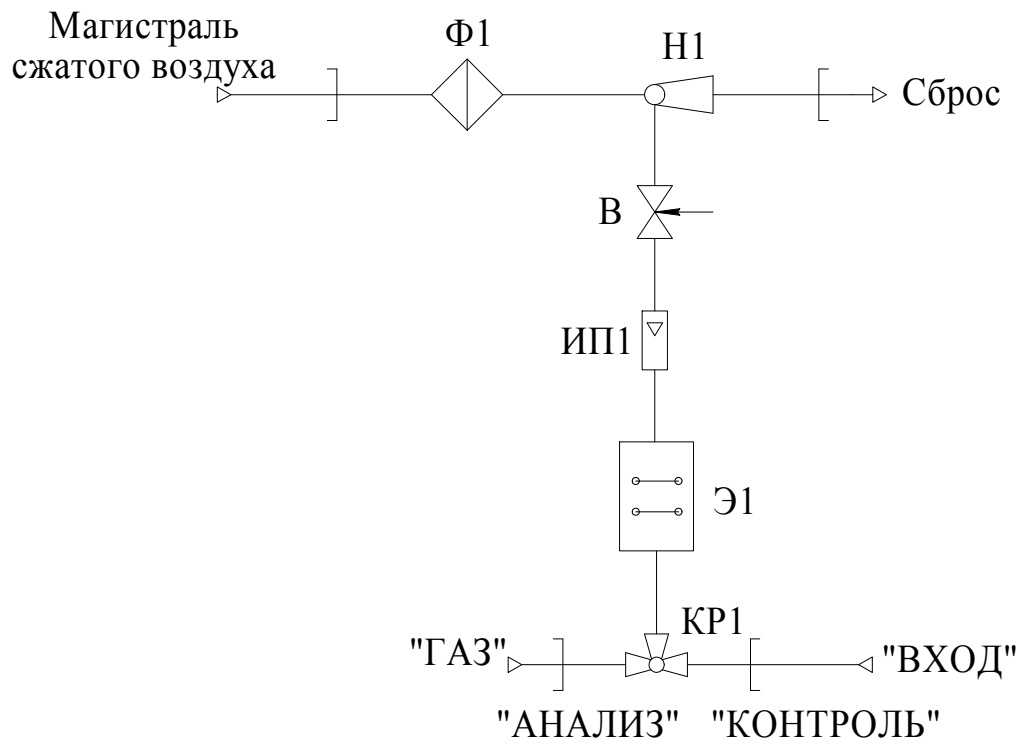 Магистраль
сжатого воздуха
Ф1
Н1
Сброс
В
ИП1
Э1
КР1
"ГАЗ"
"ВХОД"
"АНАЛИЗ"
"КОНТРОЛЬ"